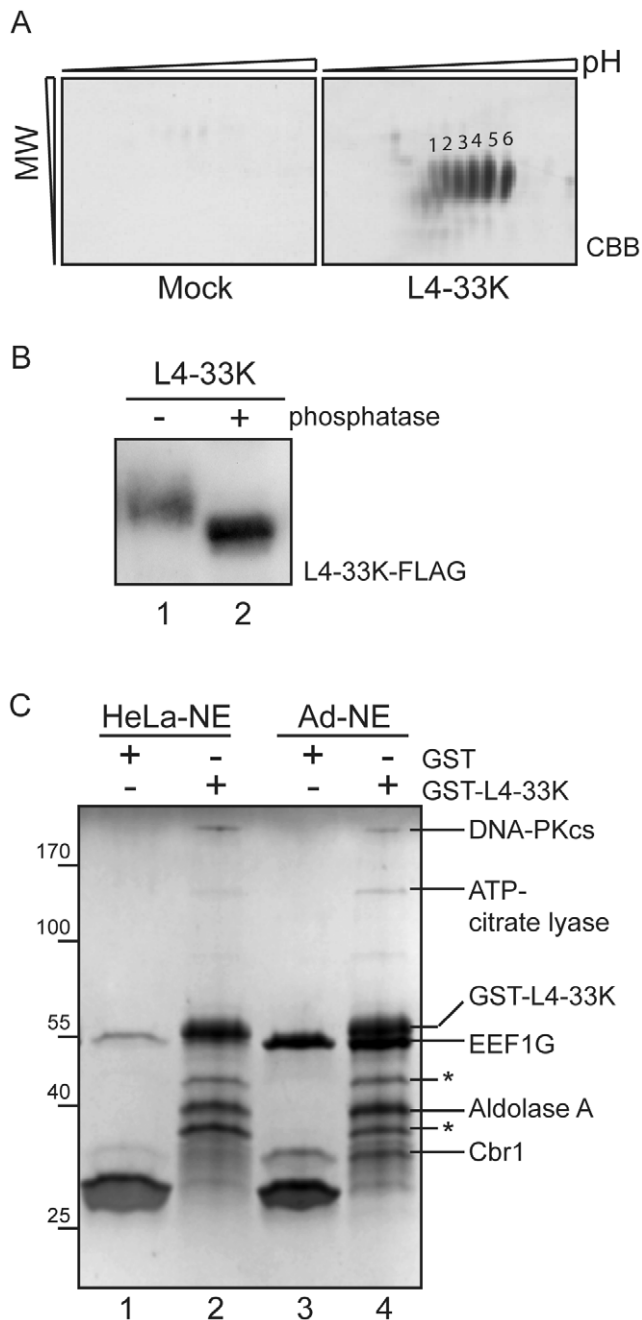 A
pH
MW
1 2 3 4 5 6
CBB
Mock L4-33K
B
L4-33K
- + phosphatase
L4-33K-FLAG
1 2
C
HeLa-NE Ad-NE
+ - + - GST
- + - + GST-L4-33K
DNA-PKcs
170
ATP-
citrate lyase
100
GST-L4-33K
55
EEF1G
*
40
Aldolase A
*
Cbr1
25
1 2 3 4